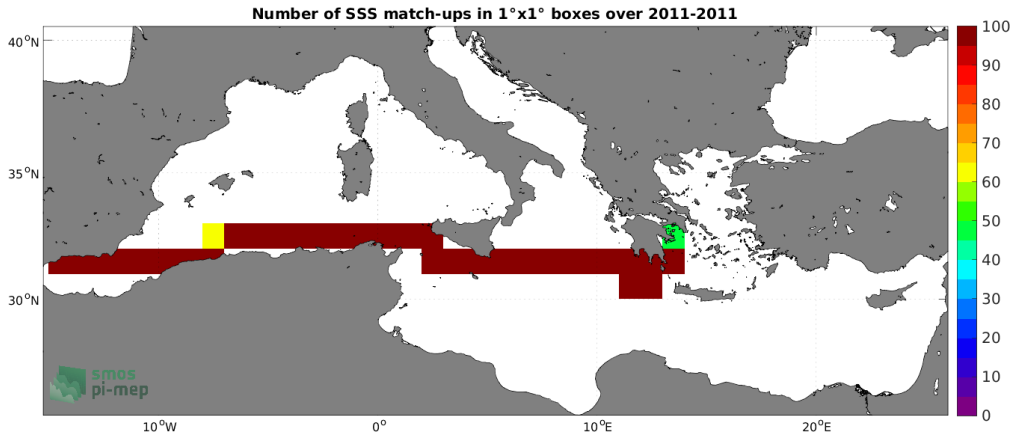 Number of SSS match-ups in 1°x1° boxes over 2011-2011
40°N
35°N
30°N
10°W
0°
10°E
20°E
100
90
80
70
60
50
40
30
20
10
0
smos
pi-mep